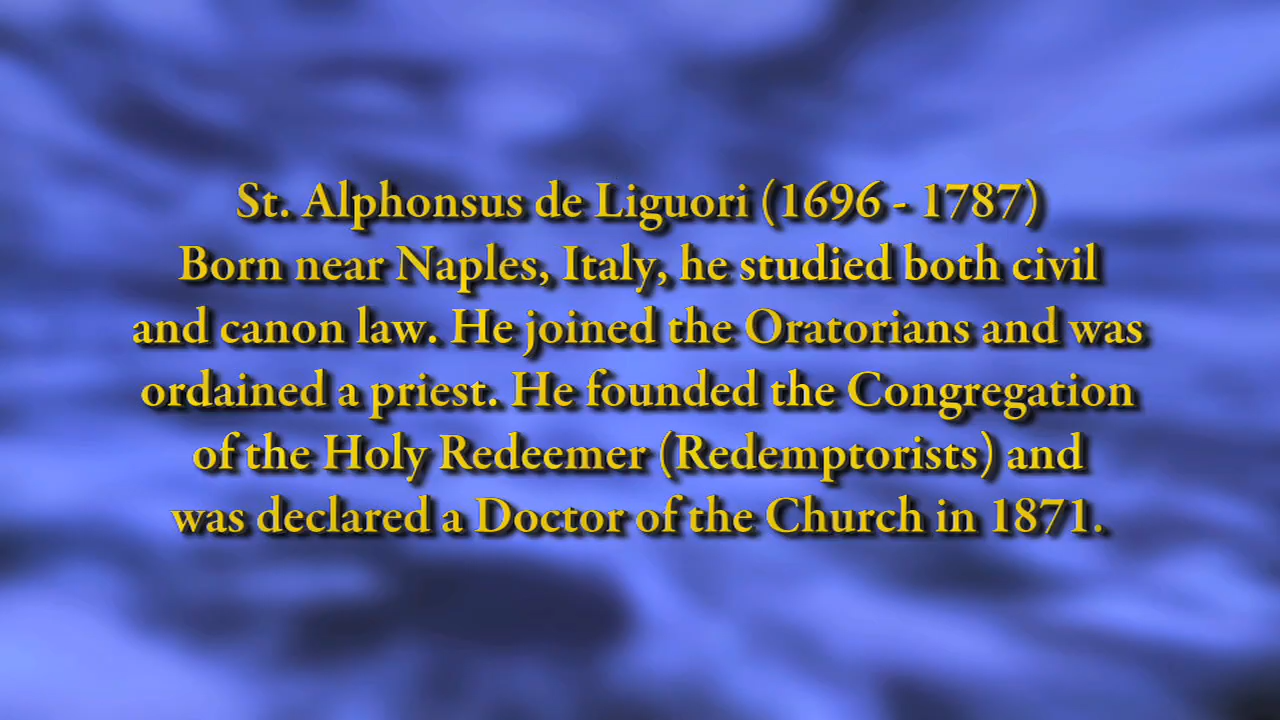 St. Alphonsus de Liguori (1696 - 1787)
Born near Naples, Italy, he studied both civil
and canon law. He joined the Oratorians and was
ordained a priest. He founded the Congregation
of the Holy Redeemer (Redemptorists) and
was declared a Doctor of the Church in 1871.